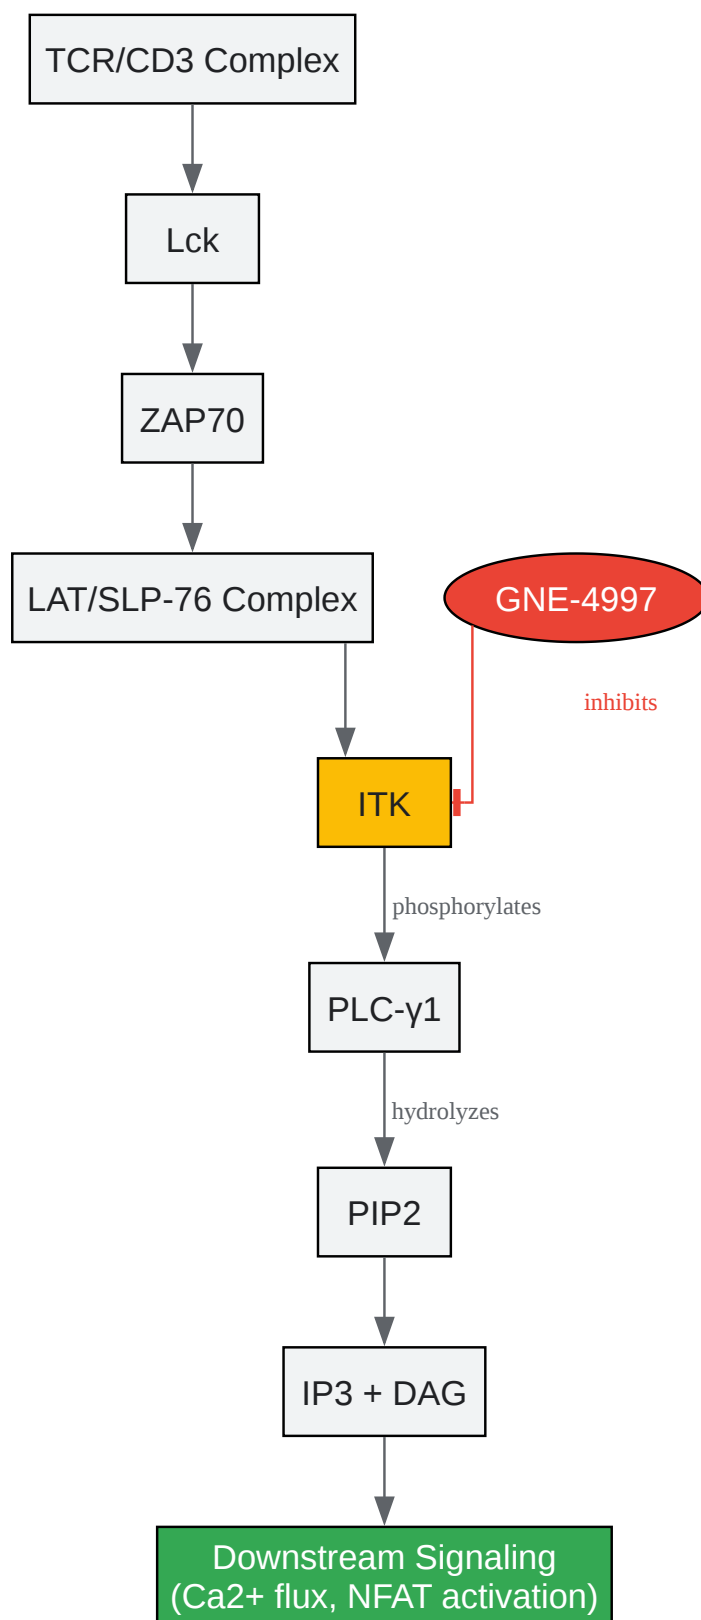 TCR/CD3 Complex
Lck
ZAP70
LAT/SLP-76 Complex
GNE-4997
inhibits
ITK
phosphorylates
PLC-γ1
hydrolyzes
PIP2
IP3 + DAG
Downstream Signaling
(Ca2+ flux, NFAT activation)